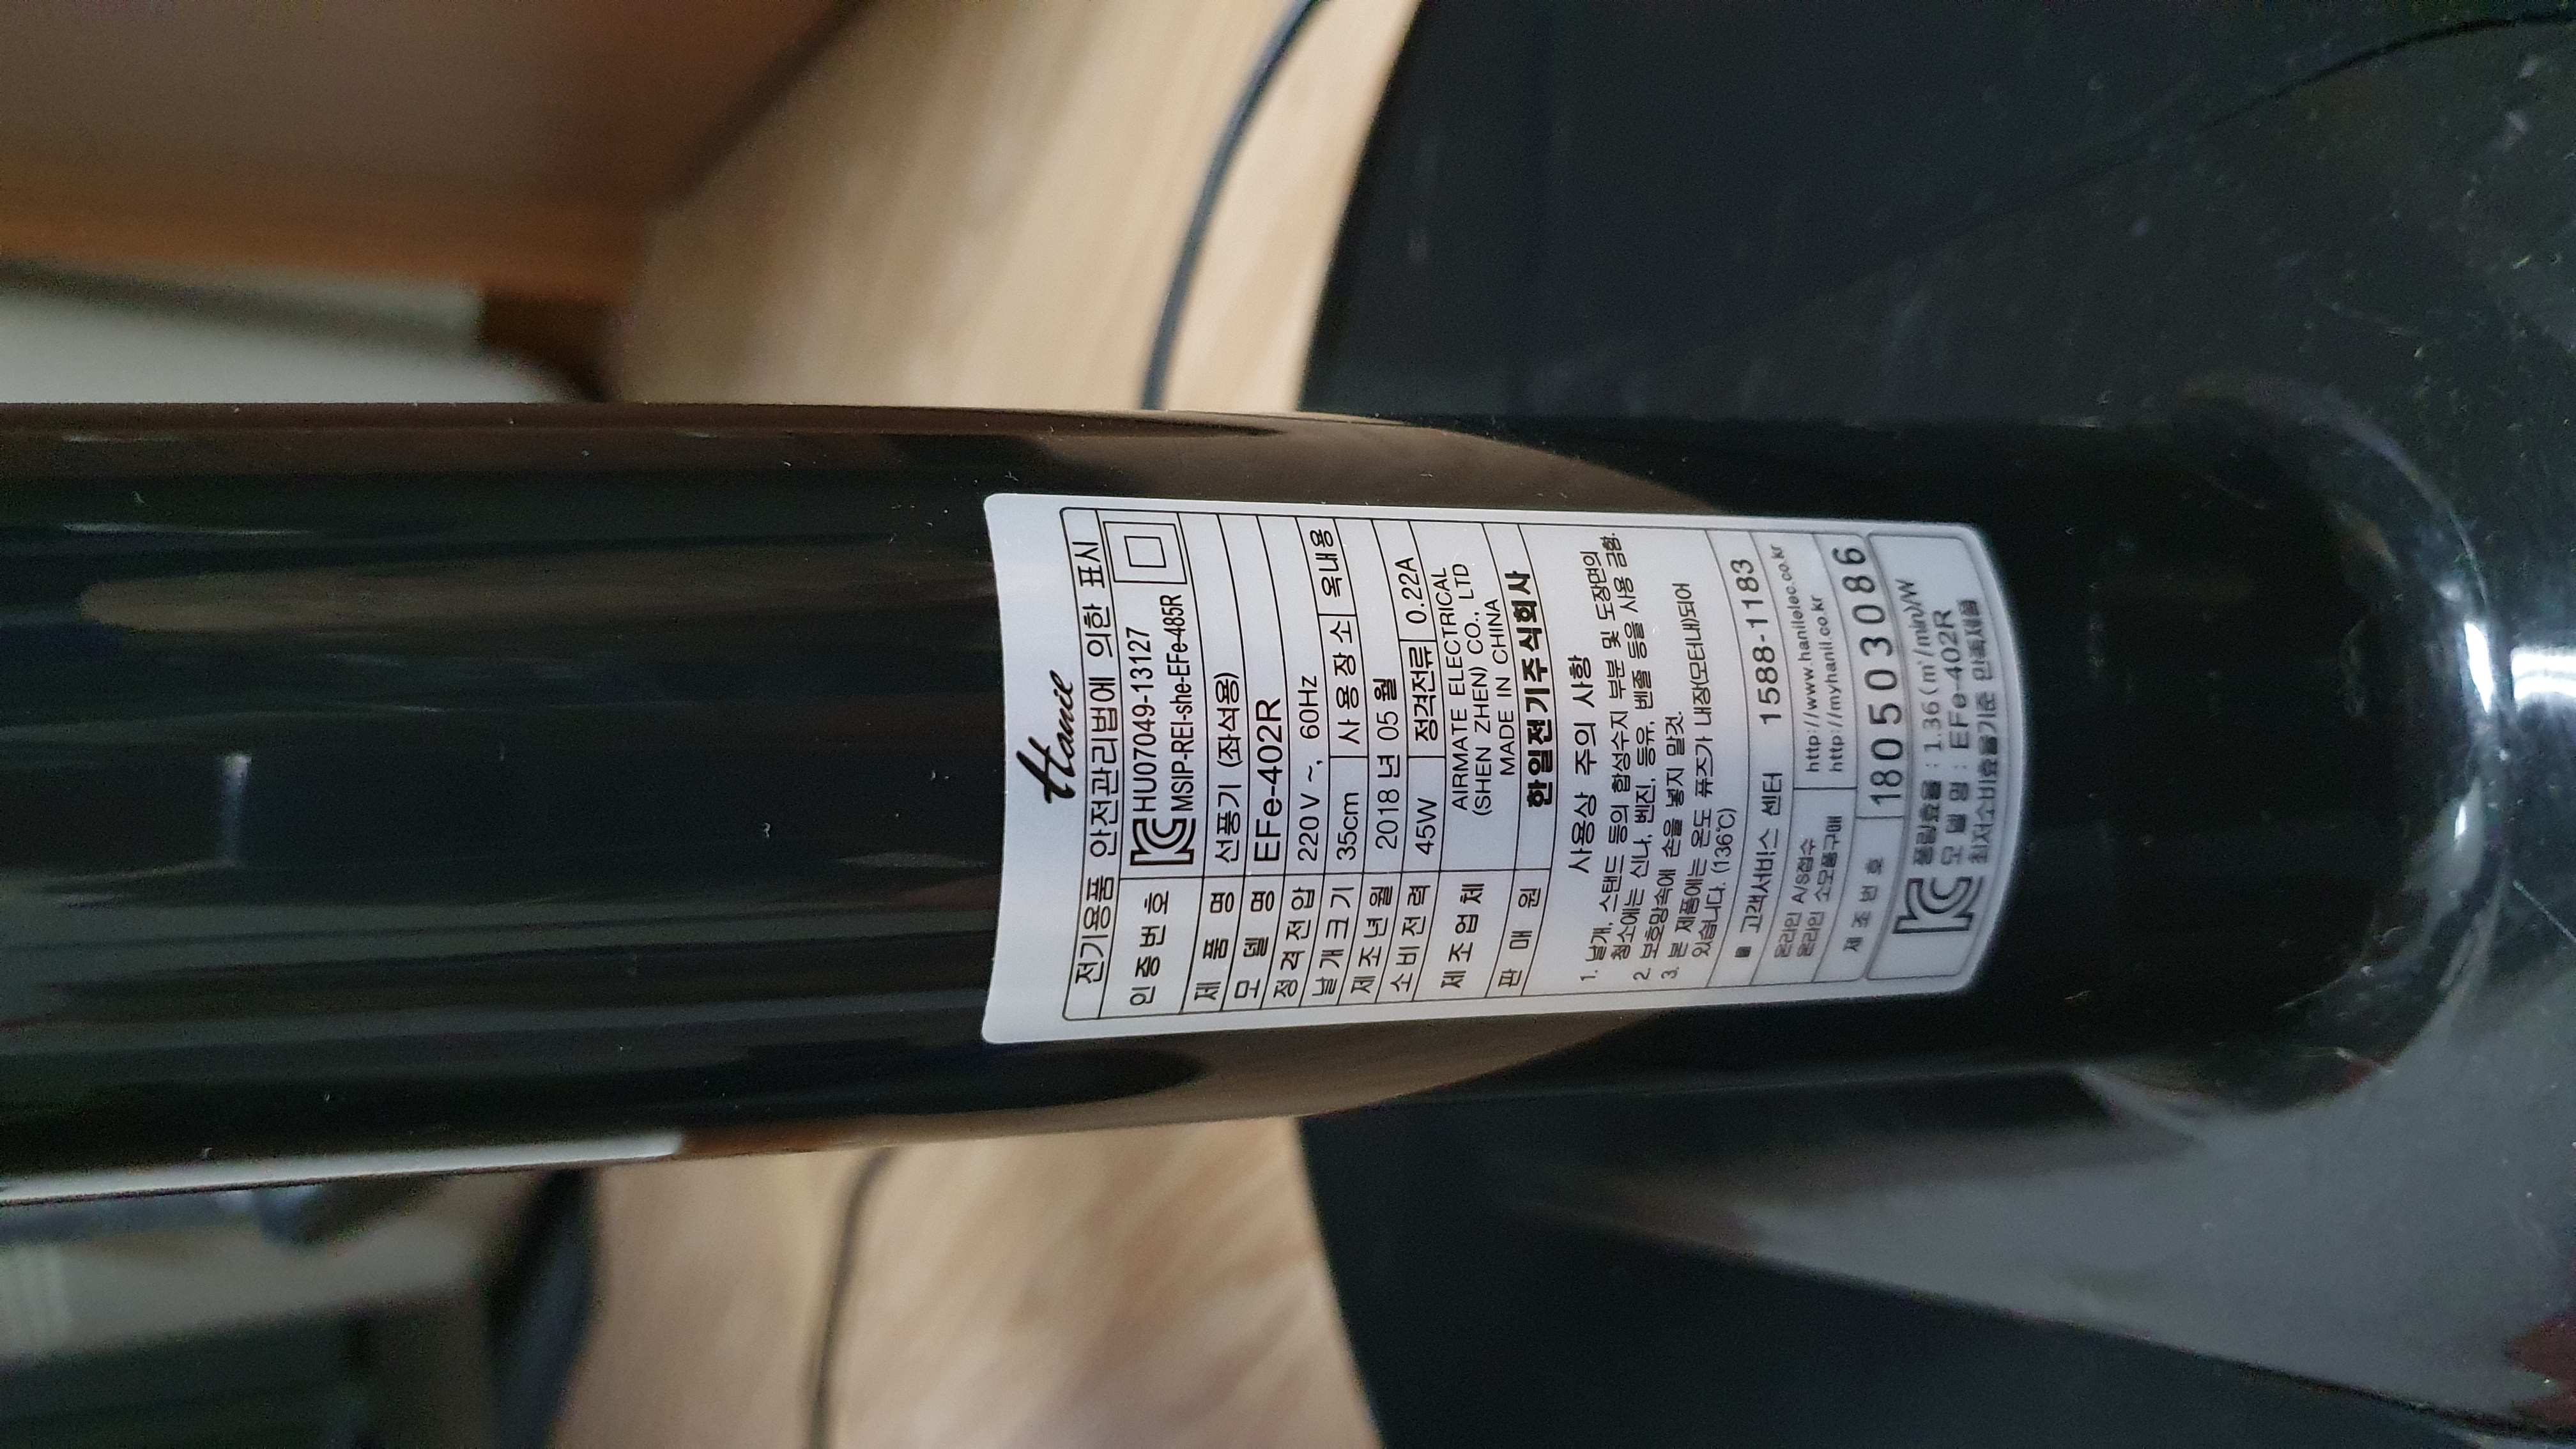 Hanil
전기용품 안전관리법에 의한 표시
인증번호 HU07049-13127
MSIP-REI-she-EFe-485R
제품명 선풍기 (좌석용)
모델명 EFe-402R
정격전압 220V ~, 60Hz
날개크기 35cm 사용장소 옥내용
제조년월 2018 년 05 월
소비전력 45W 정격전류 0.22A
제조업체 AIRMATE ELECTRICAL
(SHEN ZHEN) CO., LTD
MADE IN CHINA
판매원 한일전기주식회사
사용상 주의 사항
1. 날개, 스탠드 등의 합성수지 부분 및 도장면의
청소에는 신나, 벤진, 등유, 벤졸 등을 사용 금함.
2. 보호망속에 손을 넣지 말것.
3. 본 제품에는 온도 퓨즈가 내장(모터내)되어
있습니다. (136℃)
고객서비스 센터 1588-1183
온라인 A/S접수 http://www.hanilelec.co.kr
온라인 소모품구매 http://myhanil.co.kr
제조번호 180503086
풍량효율 : 1.36(m³/min)/W
모델명 : EFe-402R
최저소비효율기준 만족제품